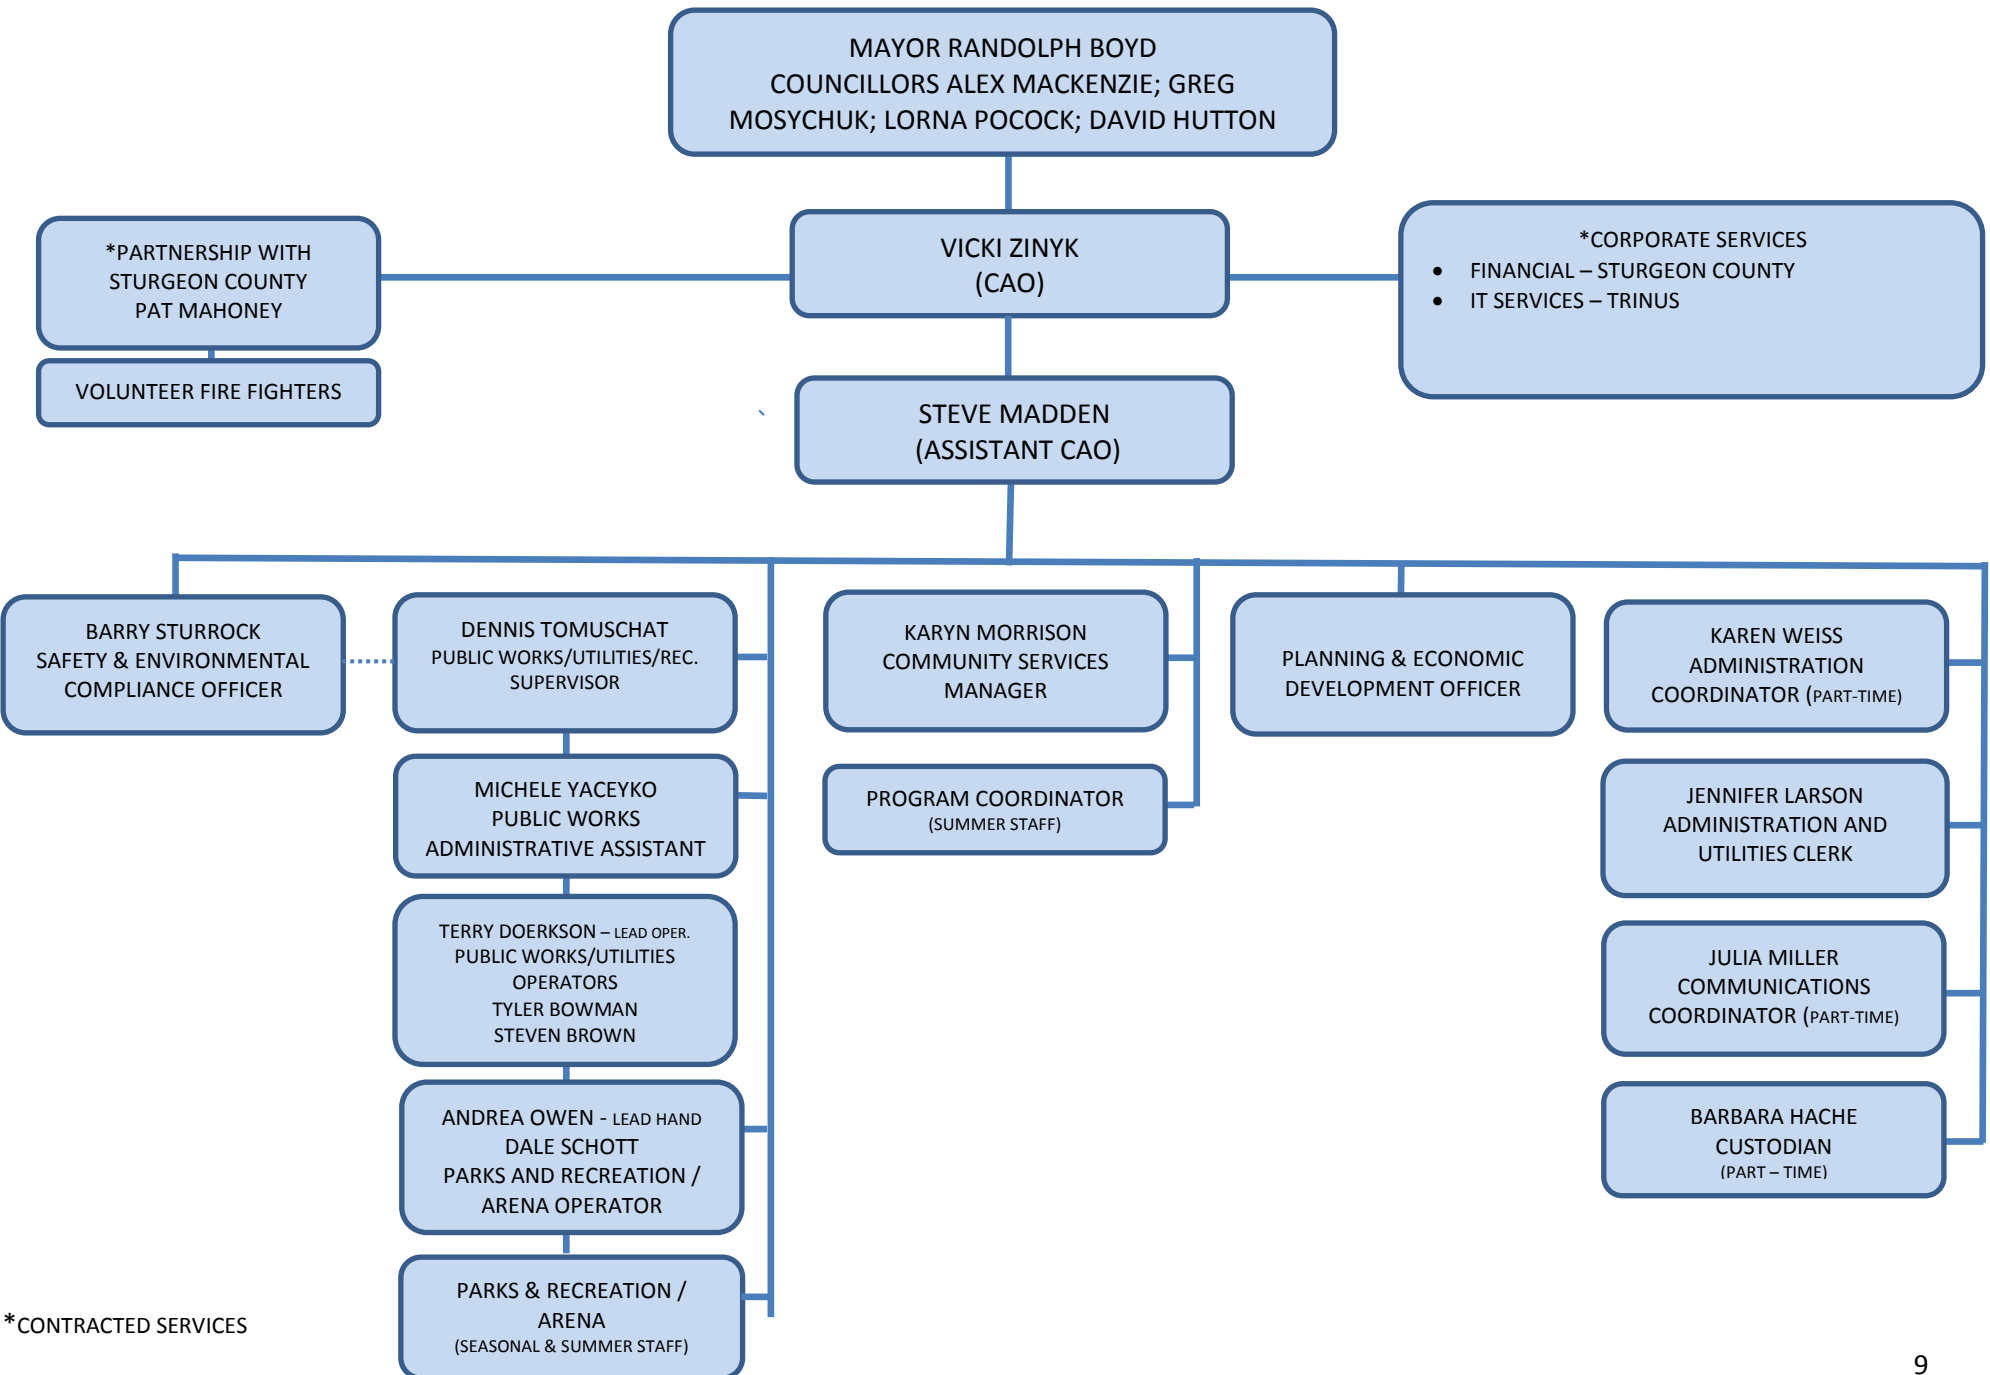 MAYOR RANDOLPH BOYD
COUNCILLORS ALEX MACKENZIE; GREG
MOSYCHUK; LORNA POCOCK; DAVID HUTTON
*PARTNERSHIP WITH
STURGEON COUNTY
PAT MAHONEY
VICKI ZINYK
(CAO)
*CORPORATE SERVICES
• FINANCIAL – STURGEON COUNTY
• IT SERVICES – TRINUS
VOLUNTEER FIRE FIGHTERS
`
STEVE MADDEN
(ASSISTANT CAO)
BARRY STURROCK
SAFETY & ENVIRONMENTAL
COMPLIANCE OFFICER
DENNIS TOMUSCHAT
PUBLIC WORKS/UTILITIES/REC.
SUPERVISOR
KARYN MORRISON
COMMUNITY SERVICES
MANAGER
PLANNING & ECONOMIC
DEVELOPMENT OFFICER
KAREN WEISS
ADMINISTRATION
COORDINATOR (PART-TIME)
MICHELE YACEYKO
PUBLIC WORKS
ADMINISTRATIVE ASSISTANT
PROGRAM COORDINATOR
(SUMMER STAFF)
JENNIFER LARSON
ADMINISTRATION AND
UTILITIES CLERK
TERRY DOERKSON – LEAD OPER.
PUBLIC WORKS/UTILITIES
OPERATORS
TYLER BOWMAN
STEVEN BROWN
JULIA MILLER
COMMUNICATIONS
COORDINATOR (PART-TIME)
ANDREA OWEN - LEAD HAND
DALE SCHOTT
PARKS AND RECREATION /
ARENA OPERATOR
BARBARA HACHE
CUSTODIAN
(PART – TIME)
PARKS & RECREATION /
ARENA
(SEASONAL & SUMMER STAFF)
*CONTRACTED SERVICES
9